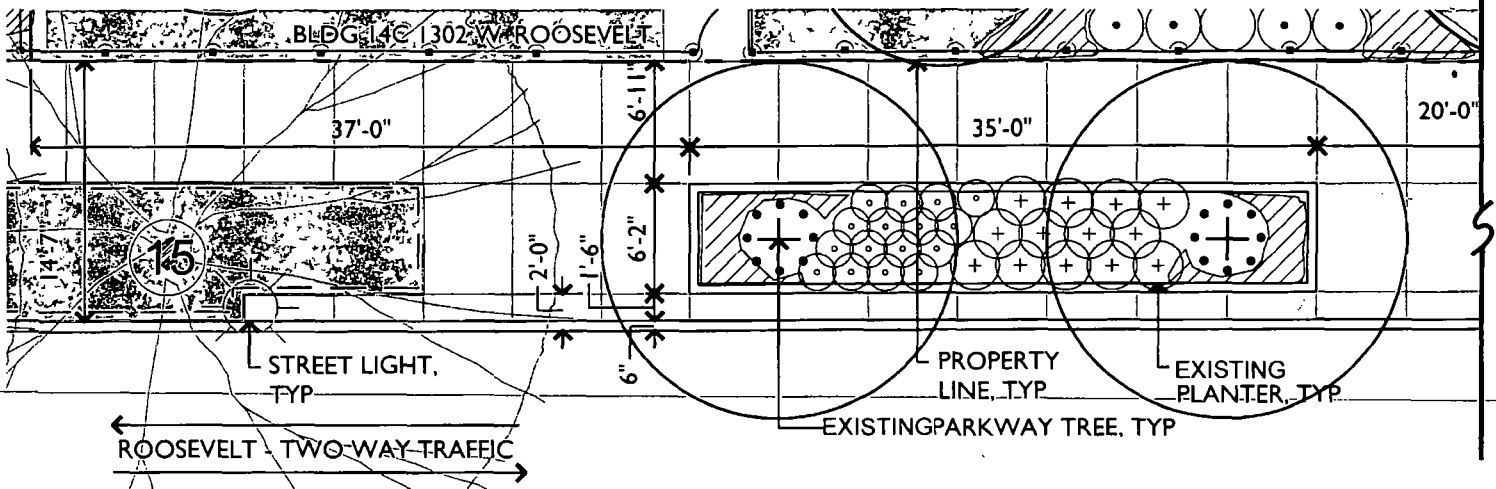 BLDG 14C 1302 W ROOSEVELT
6'-11"
37'-0"
35'-0"
20'-0"
15
14'-7
2'-0"
1'-6"
6'-2"
6"
STREET LIGHT,
TYP
PROPERTY
LINE, TYP
EXISTING
PLANTER, TYP
EXISTINGPARKWAY TREE, TYP
ROOSEVELT - TWO WAY TRAFFIC